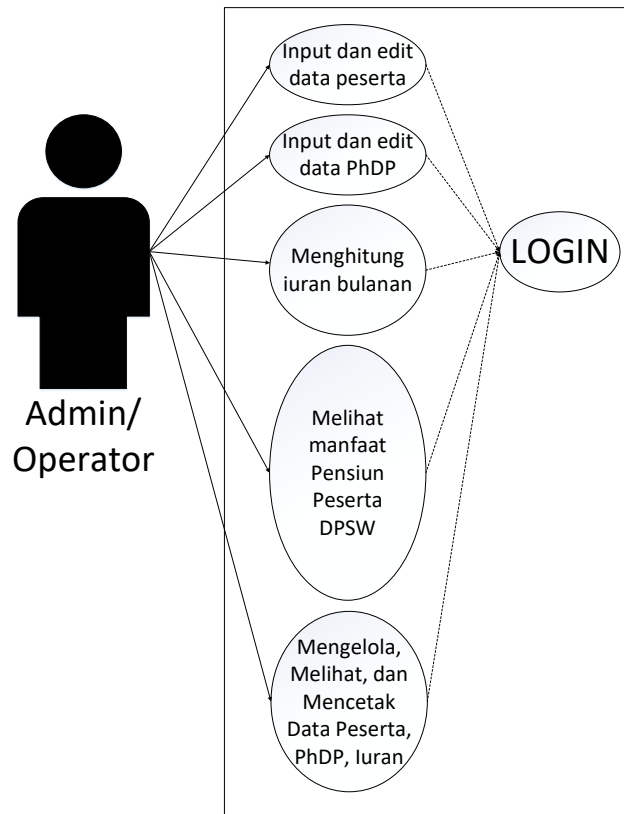 Input dan edit
data peserta
Input dan edit
data PhDP
Menghitung
iuran bulanan
LOGIN
Melihat
manfaat
Pensiun
Peserta
DPSW
Admin/
Operator
Mengelola,
Melihat, dan
Mencetak
Data Peserta,
PhDP, Iuran